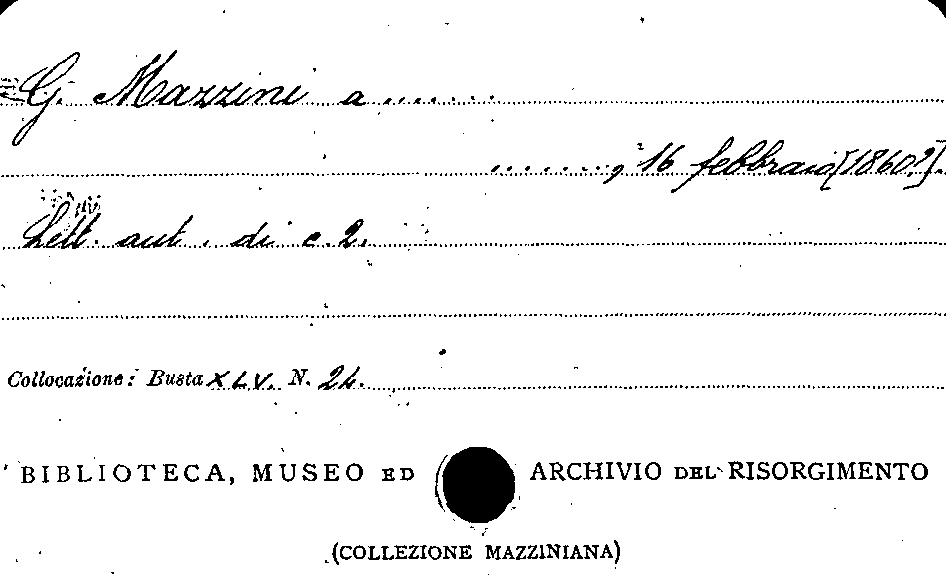 G. Mazzini a .......
........, 16 febbraio [1860?].
Lett. aut. di c. 2.
Collocazione: Busta XLV. N. 24.
BIBLIOTECA, MUSEO ED ARCHIVIO DEL RISORGIMENTO
(COLLEZIONE MAZZINIANA)